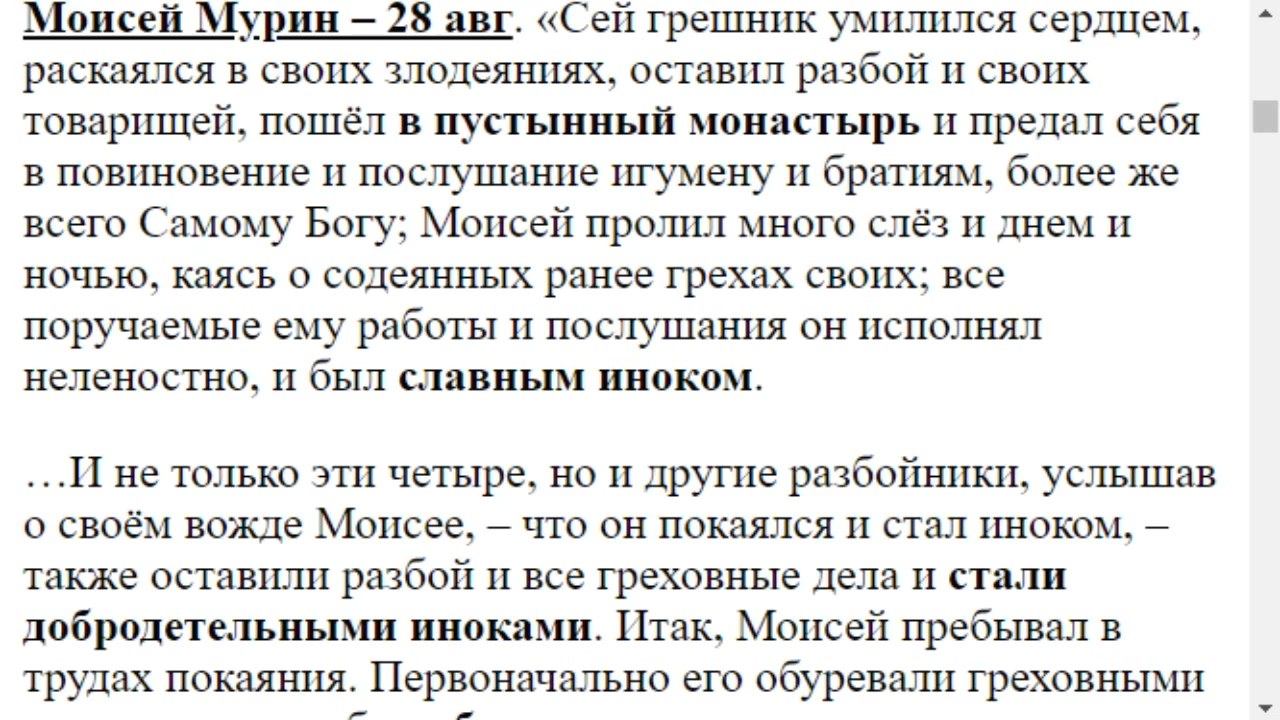 Моисей Мурин – 28 авг. «Сей грешник умилился сердцем,
раскаялся в своих злодеяниях, оставил разбой и своих
товарищей, пошёл в пустынный монастырь и предал себя
в повиновение и послушание игумену и братиям, более же
всего Самому Богу; Моисей пролил много слёз и днем и
ночью, каясь о содеянных ранее грехах своих; все
поручаемые ему работы и послушания он исполнял
неленостно, и был славным иноком.
…И не только эти четыре, но и другие разбойники, услышав
о своём вожде Моисее, – что он покаялся и стал иноком, –
также оставили разбой и все греховные дела и стали
добродетельными иноками. Итак, Моисей пребывал в
трудах покаяния. Первоначально его обуревали греховными